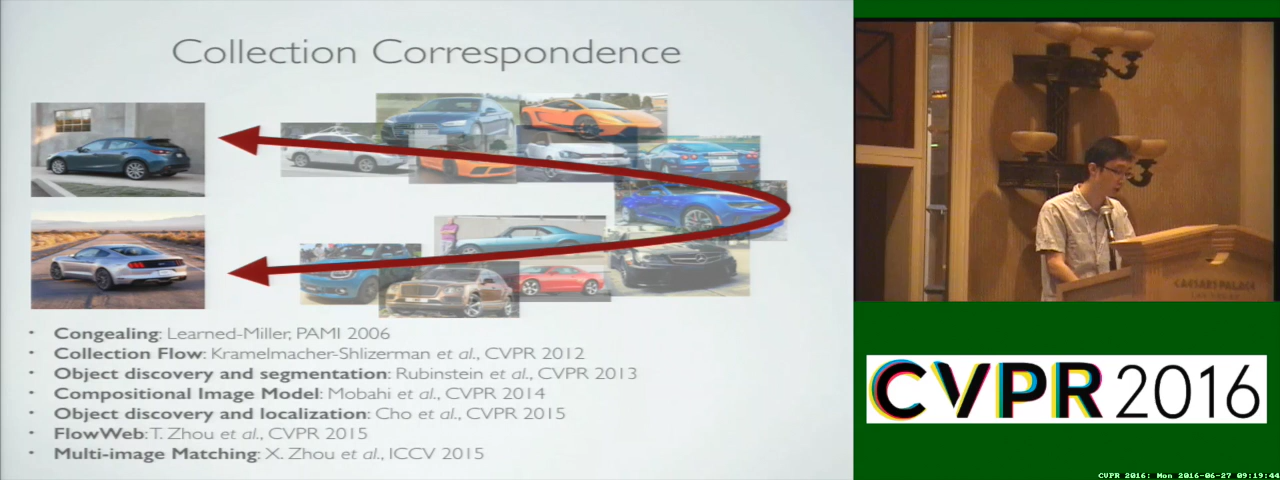 Collection Correspondence
• Congealing: Learned-Miller, PAMI 2006
• Collection Flow: Kramelmacher-Shlizerman et al., CVPR 2012
• Object discovery and segmentation: Rubinstein et al., CVPR 2013
• Compositional Image Model: Mobahi et al., CVPR 2014
• Object discovery and localization: Cho et al., CVPR 2015
• FlowWeb: T. Zhou et al., CVPR 2015
• Multi-image Matching: X. Zhou et al., ICCV 2015
CAESARS PALACE
CVPR 2016
CVPR 2016: Mon 2016-06-27 09:19:44